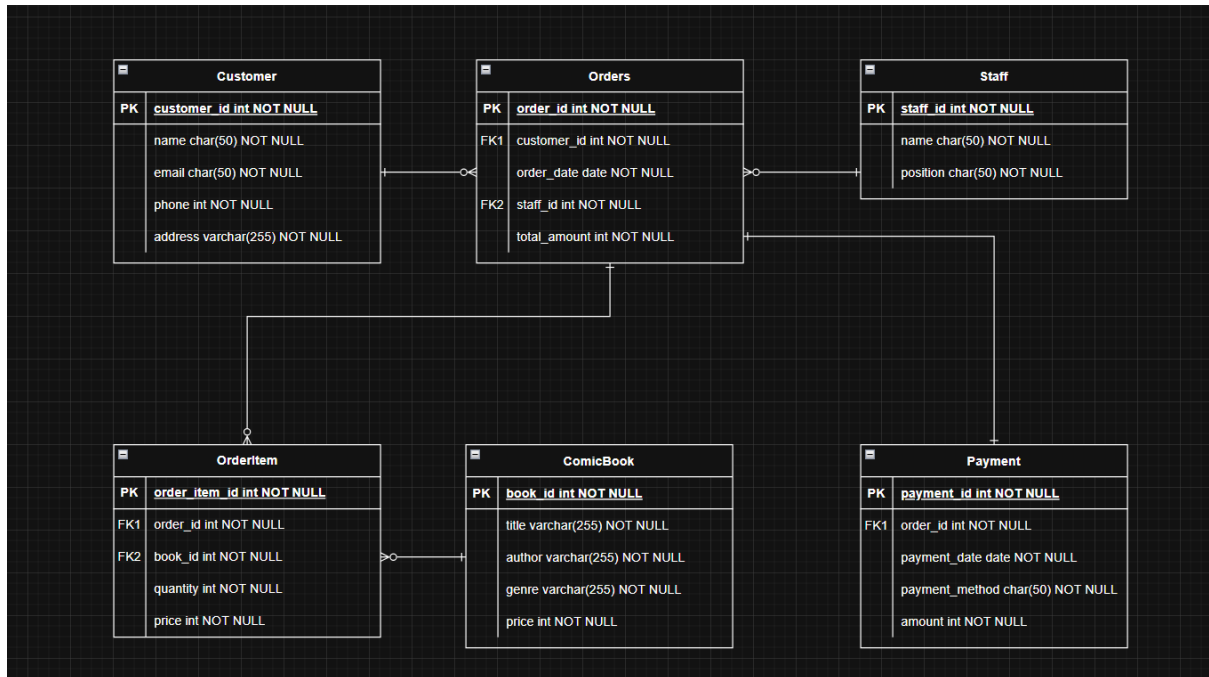 Customer
PK customer_id int NOT NULL
name char(50) NOT NULL
email char(50) NOT NULL
phone int NOT NULL
address varchar(255) NOT NULL
Orders
PK order_id int NOT NULL
FK1 customer_id int NOT NULL
order_date date NOT NULL
FK2 staff_id int NOT NULL
total_amount int NOT NULL
Staff
PK staff_id int NOT NULL
name char(50) NOT NULL
position char(50) NOT NULL
OrderItem
PK order_item_id int NOT NULL
FK1 order_id int NOT NULL
FK2 book_id int NOT NULL
quantity int NOT NULL
price int NOT NULL
ComicBook
PK book_id int NOT NULL
title varchar(255) NOT NULL
author varchar(255) NOT NULL
genre varchar(255) NOT NULL
price int NOT NULL
Payment
PK payment_id int NOT NULL
FK1 order_id int NOT NULL
payment_date date NOT NULL
payment_method char(50) NOT NULL
amount int NOT NULL